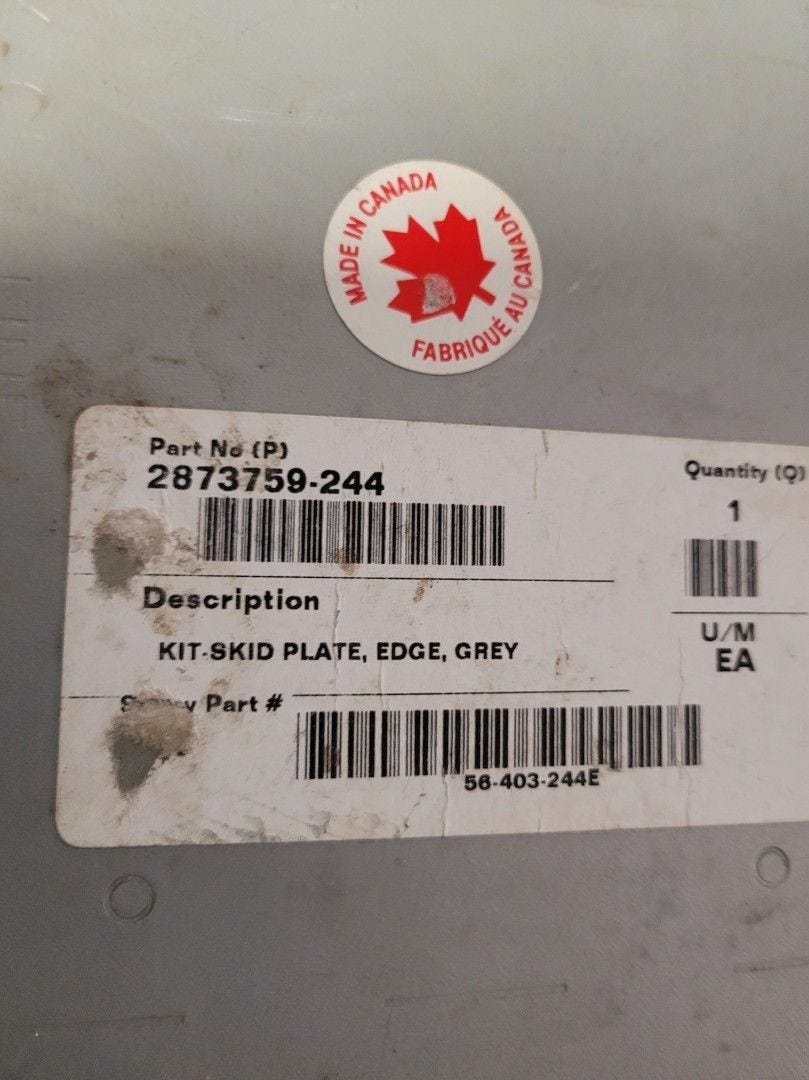 MADE IN CANADA
FABRIQUÉ AU CANADA
Part No (P)
2873759-244
Quantity (Q)
1
Description
KIT-SKID PLATE, EDGE, GREY
U/M
EA
Part #
56-403-244E